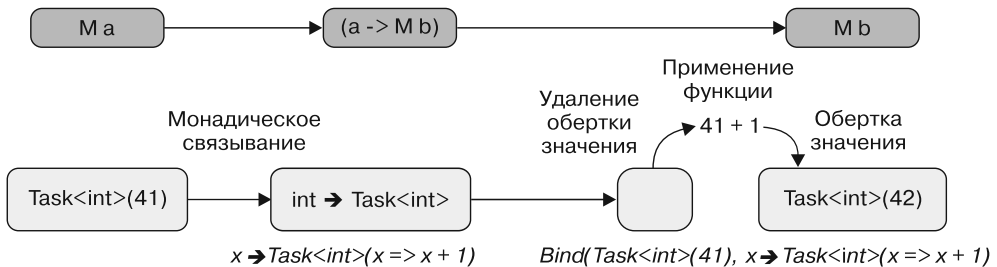 M a
(a -> M b)
M b
Монадическое
связывание
Удаление
обертки
значения
Применение
функции
41 + 1
Обертка
значения
Task<int>(41)
int ➔ Task<int>
Task<int>(42)
x ➔ Task<int>(x => x + 1)
Bind(Task<int>(41), x ➔ Task<int>(x => x + 1)